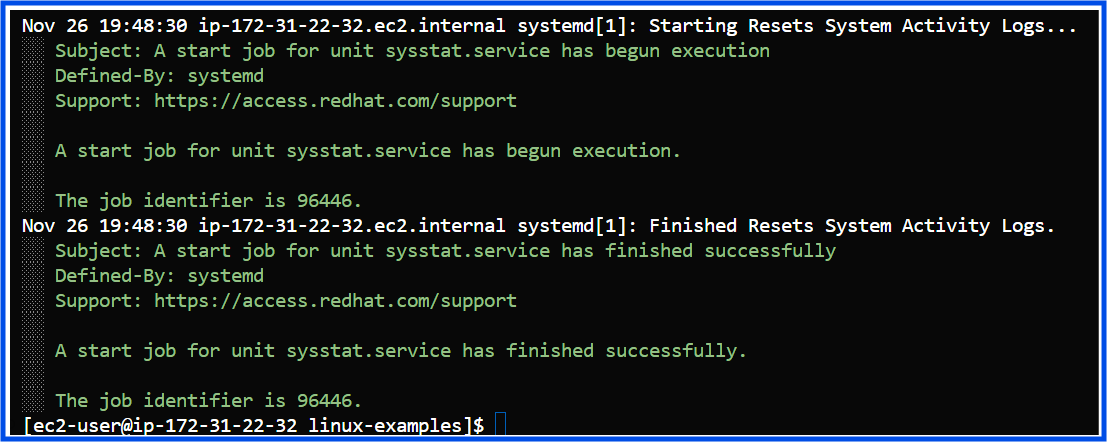 Nov 26 19:48:30 ip-172-31-22-32.ec2.internal systemd[1]: Starting Resets System Activity Logs...
Subject: A start job for unit sysstat.service has begun execution
Defined-By: systemd
Support: https://access.redhat.com/support
A start job for unit sysstat.service has begun execution.
The job identifier is 96446.
Nov 26 19:48:30 ip-172-31-22-32.ec2.internal systemd[1]: Finished Resets System Activity Logs.
Subject: A start job for unit sysstat.service has finished successfully
Defined-By: systemd
Support: https://access.redhat.com/support
A start job for unit sysstat.service has finished successfully.
The job identifier is 96446.
[ec2-user@ip-172-31-22-32 linux-examples]$